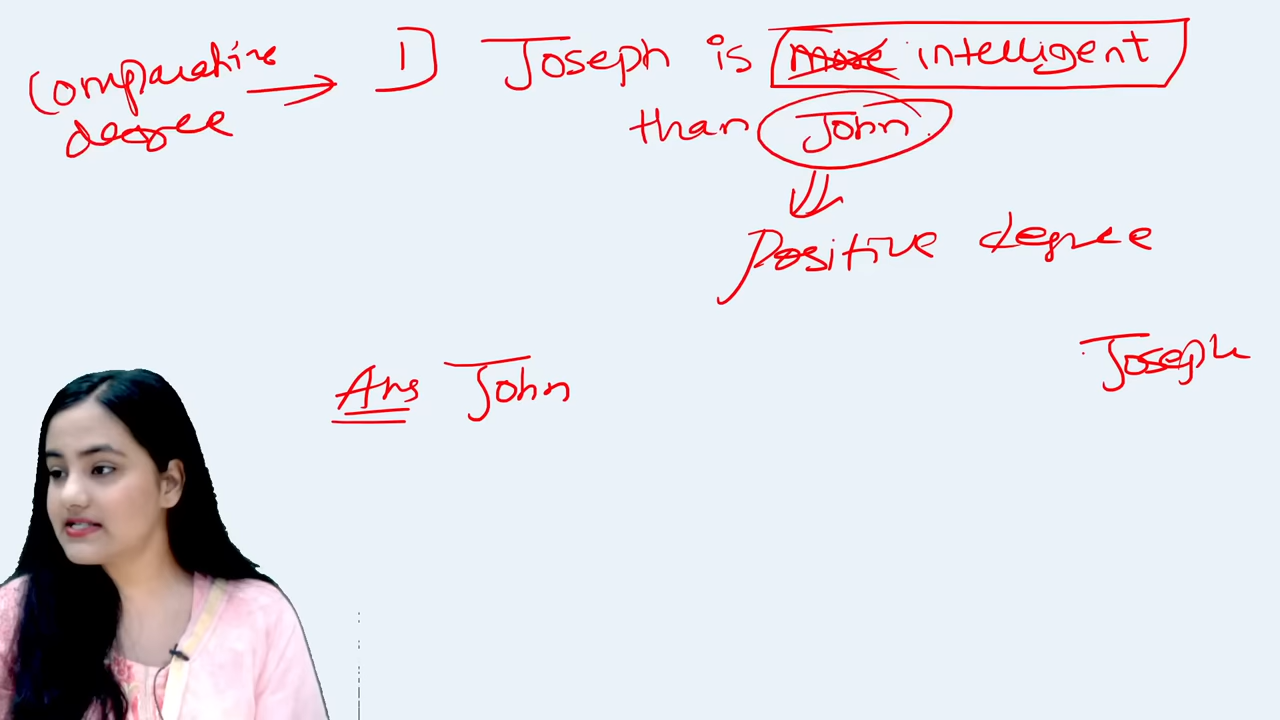 Comparative
degree
1) Joseph is more intelligent
than John
Positive degree
Joseph
Ans John